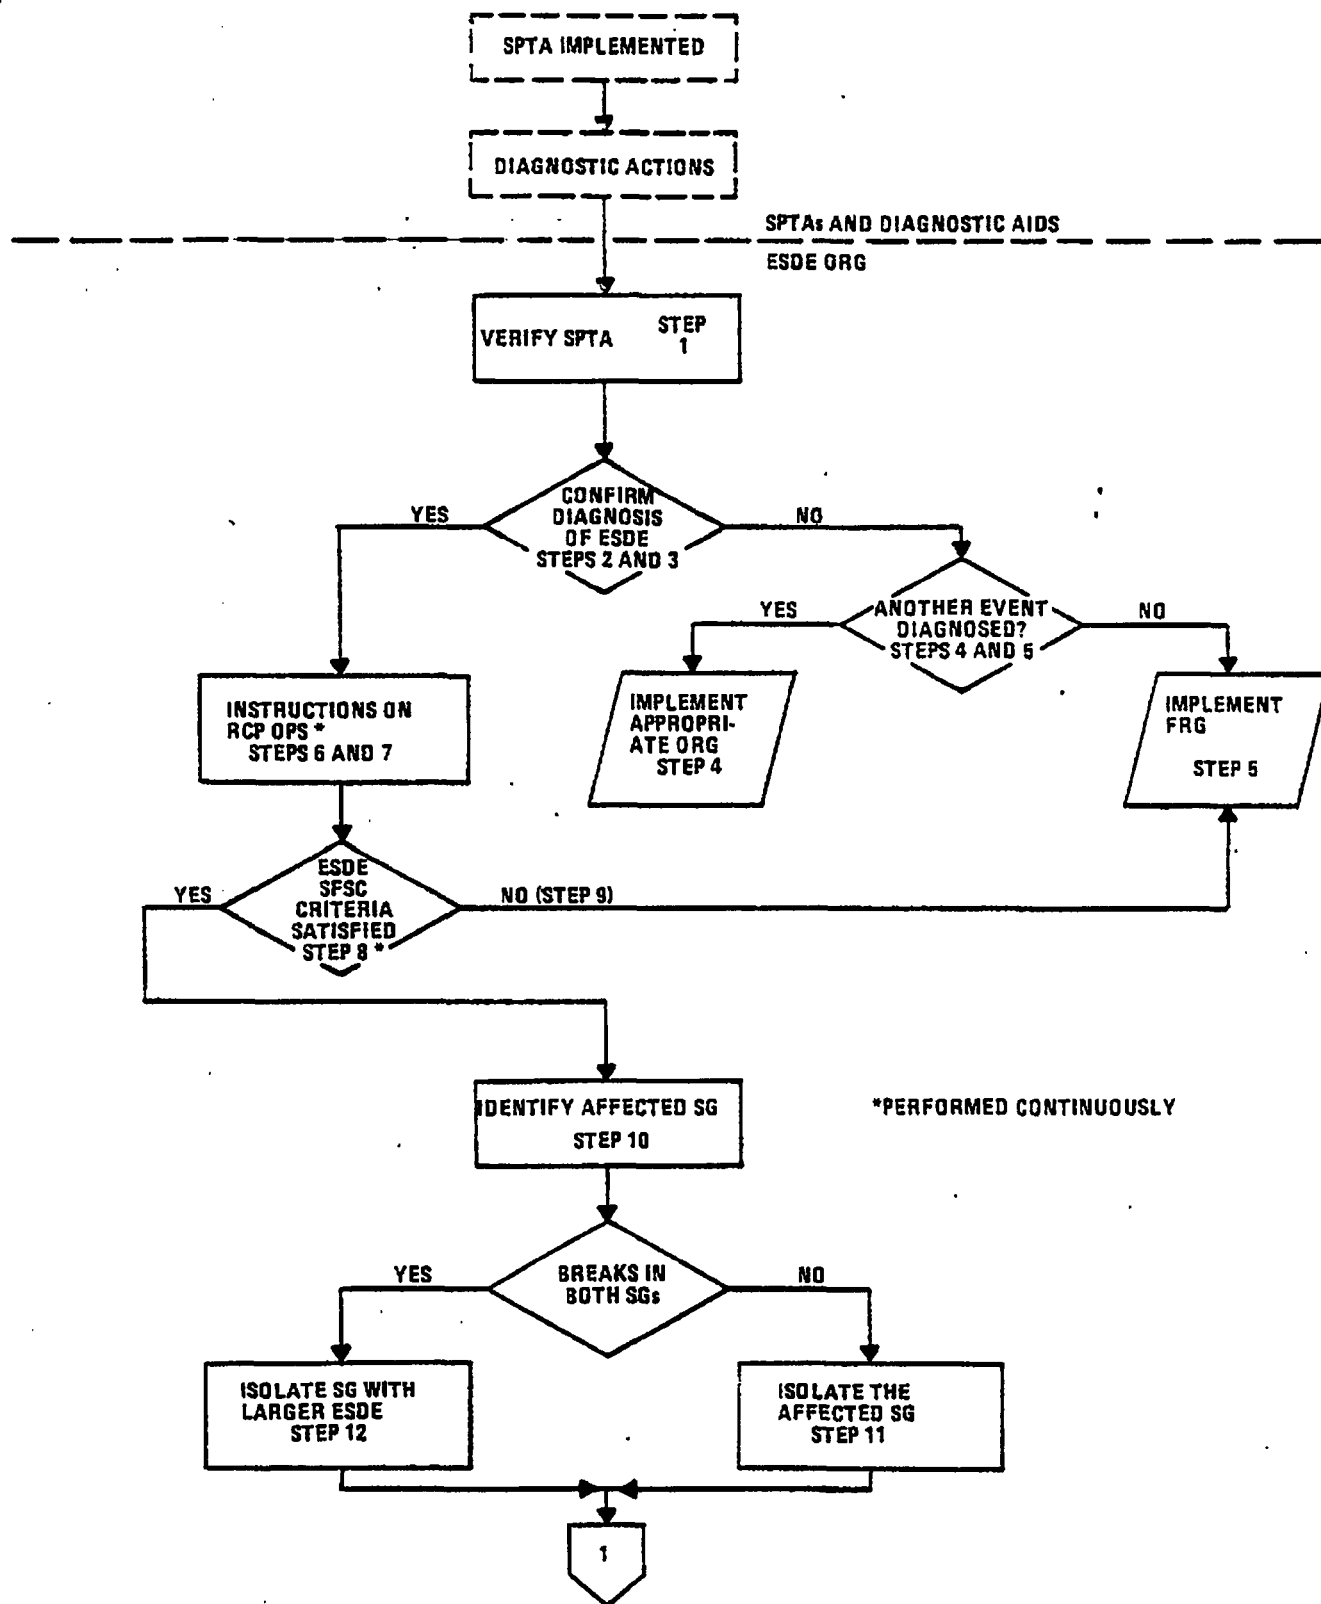 SPTA IMPLEMENTED
DIAGNOSTIC ACTIONS
SPTAs AND DIAGNOSTIC AIDS
ESDE ORG
VERIFY SPTA
STEP
1
CONFIRM
DIAGNOSIS
OF ESDE
STEPS 2 AND 3
YES
NO
ANOTHER EVENT
DIAGNOSED?
STEPS 4 AND 5
YES
NO
INSTRUCTIONS ON
RCP OPS *
STEPS 6 AND 7
IMPLEMENT
APPROPRI-
ATE ORG
STEP 4
IMPLEMENT
FRG
STEP 5
ESDE
SFSC
CRITERIA
SATISFIED
STEP 8 *
YES
NO (STEP 9)
IDENTIFY AFFECTED SG
STEP 10
*PERFORMED CONTINUOUSLY
BREAKS IN
BOTH SGs
YES
NO
ISOLATE SG WITH
LARGER ESDE
STEP 12
ISOLATE THE
AFFECTED SG
STEP 11
1